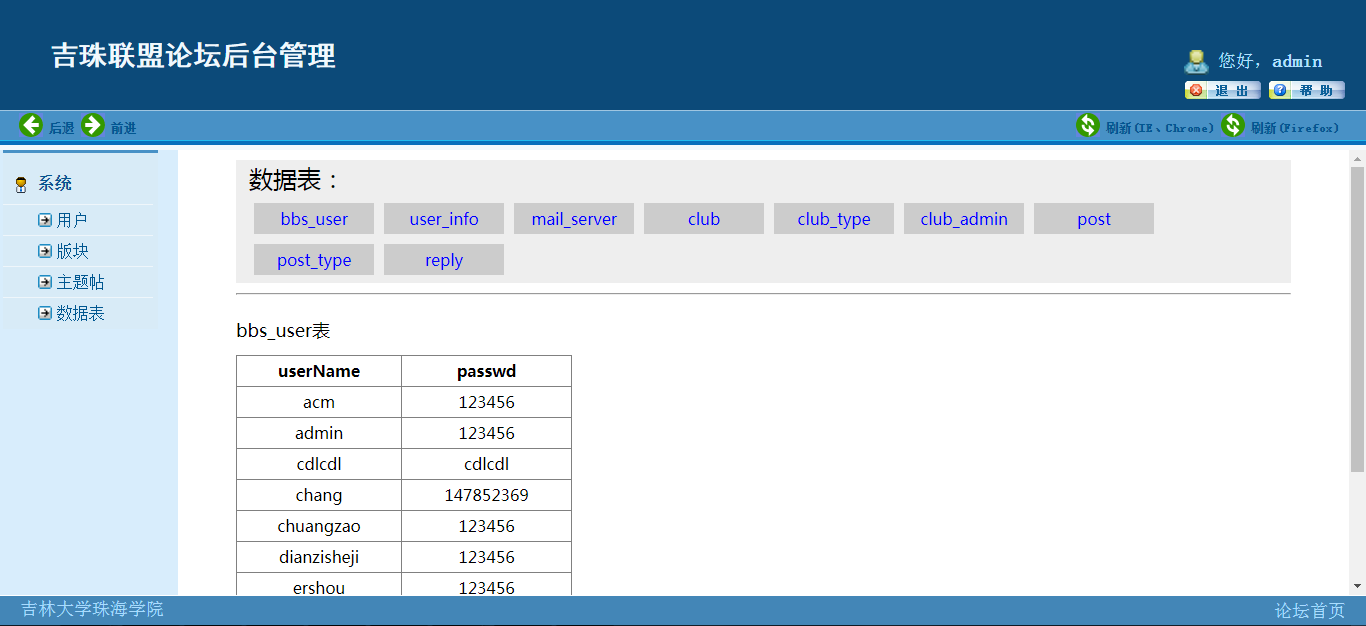 吉珠联盟论坛后台管理
您好，admin
退 出 帮 助
后退 前进 刷新(IE、Chrome) 刷新(Firefox)
系统
用户
版块
主题帖
数据表
数据表：
bbs_user user_info mail_server club club_type club_admin post
post_type reply
bbs_user表
userName passwd
acm 123456
admin 123456
cdlcdl cdlcdl
chang 147852369
chuangzao 123456
dianzisheji 123456
ershou 123456
吉林大学珠海学院 论坛首页